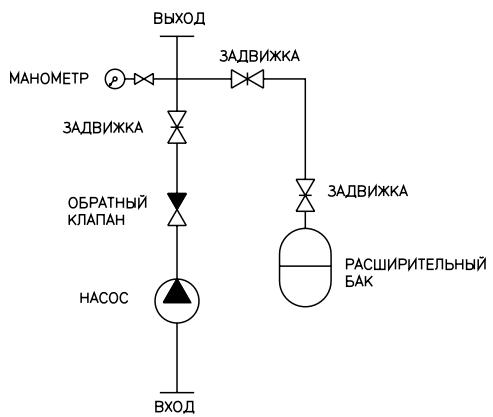 ВЫХОД
ЗАДВИЖКА
МАНОМЕТР
ЗАДВИЖКА
ОБРАТНЫЙ
КЛАПАН
ЗАДВИЖКА
РАСШИРИТЕЛЬНЫЙ
БАК
НАСОС
ВХОД